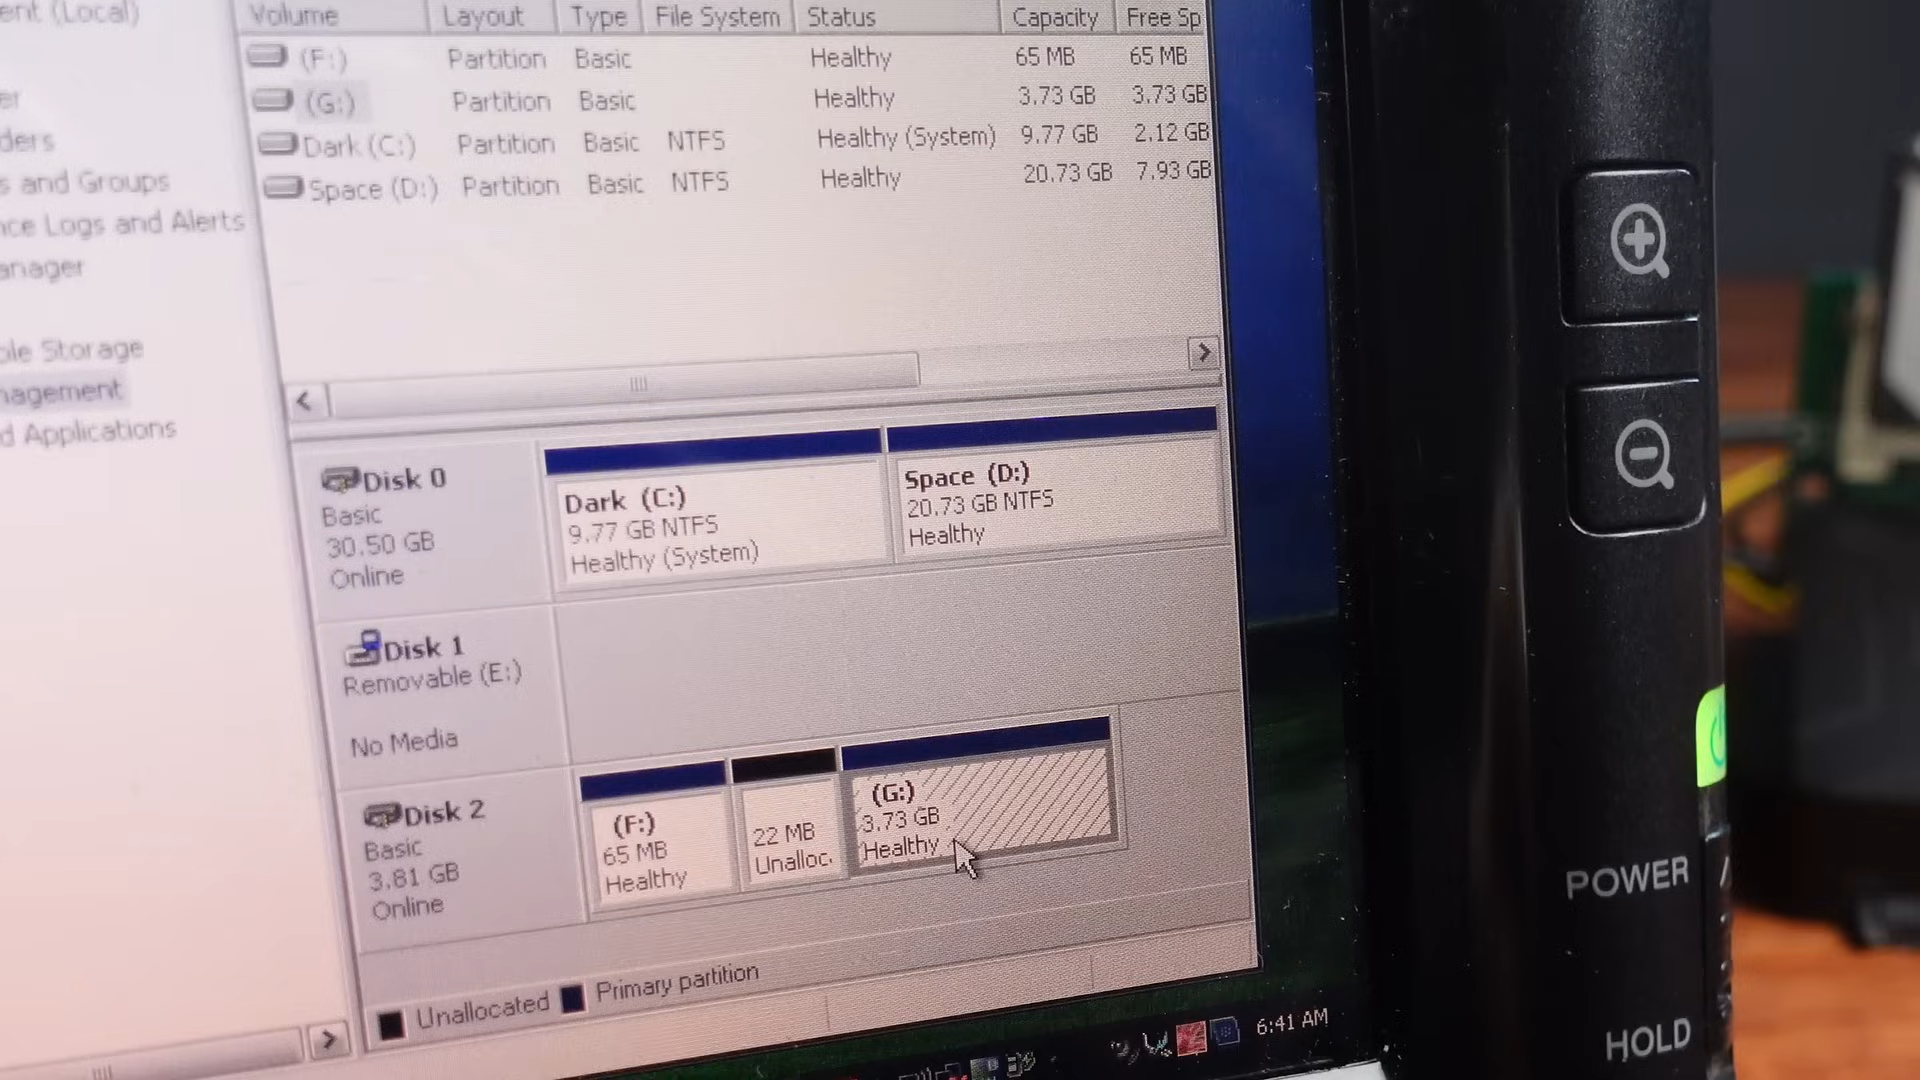 ent (Local)
er
ders
s and Groups
nce Logs and Alerts
anager
ble Storage
nagement
d Applications
Volume Layout Type File System Status Capacity Free Sp
(F:) Partition Basic Healthy 65 MB 65 MB
(G:) Partition Basic Healthy 3.73 GB 3.73 GB
Dark (C:) Partition Basic NTFS Healthy (System) 9.77 GB 2.12 GB
Space (D:) Partition Basic NTFS Healthy 20.73 GB 7.93 GB
Disk 0
Basic
30.50 GB
Online
Dark (C:)
9.77 GB NTFS
Healthy (System)
Space (D:)
20.73 GB NTFS
Healthy
Disk 1
Removable (E:)
No Media
Disk 2
Basic
3.81 GB
Online
(F:)
65 MB
Healthy
22 MB
Unalloc.
(G:)
3.73 GB
Healthy
Unallocated Primary partition
6:41 AM
POWER
HOLD